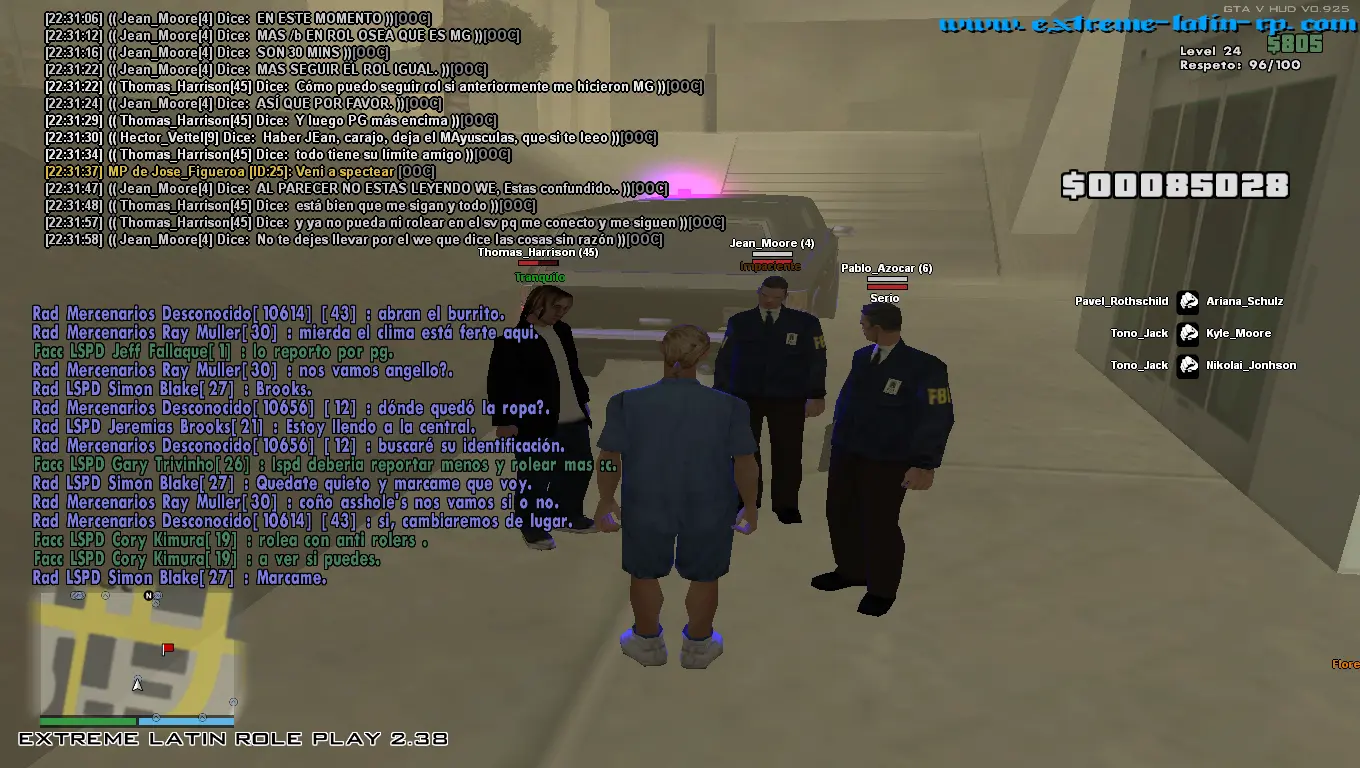 GTA V HUD V0.925
www.extreme-latin-rp.com
$805
Level 24
Respeto: 96/100
[22:31:06] (( Jean_Moore[4] Dice: EN ESTE MOMENTO ))[OOC]
[22:31:12] (( Jean_Moore[4] Dice: MAS /b EN ROL OSEA QUE ES MG ))[OOC]
[22:31:16] (( Jean_Moore[4] Dice: SON 30 MINS ))[OOC]
[22:31:22] (( Jean_Moore[4] Dice: MAS SEGUIR EL ROL IGUAL. ))[OOC]
[22:31:22] (( Thomas_Harrison[45] Dice: Cómo puedo seguir rol si anteriormente me hicieron MG ))[OOC]
[22:31:24] (( Jean_Moore[4] Dice: ASÍ QUE POR FAVOR. ))[OOC]
[22:31:29] (( Thomas_Harrison[45] Dice: Y luego PG más encima ))[OOC]
[22:31:30] (( Hector_Vettel[9] Dice: Haber JEan, carajo, deja el MAyusculas, que si te leeo ))[OOC]
[22:31:34] (( Thomas_Harrison[45] Dice: todo tiene su límite amigo ))[OOC]
[22:31:37] MP de Jose_Figueroa [ID:25]: Veni a spectear [OOC]
[22:31:47] (( Jean_Moore[4] Dice: AL PARECER NO ESTAS LEYENDO WE, Estas confundido.. ))[OOC]
[22:31:48] (( Thomas_Harrison[45] Dice: está bien que me sigan y todo ))[OOC]
[22:31:57] (( Thomas_Harrison[45] Dice: y ya no pueda ni rolear en el sv pq me conecto y me siguen ))[OOC]
[22:31:58] (( Jean_Moore[4] Dice: No te dejes llevar por el we que dice las cosas sin razón ))[OOC]
$00085028
Thomas_Harrison (45)
Tranquilo
Jean_Moore (4)
Impaciente
Pablo_Azocar (6)
Serio
F
FB
Pavel_Rothschild Ariana_Schulz
Tono_Jack Kyle_Moore
Tono_Jack Nikolai_Jonhson
Rad Mercenarios Desconocido[10614] [43] : abran el burrito.
Rad Mercenarios Ray Muller[30] : mierda el clima está ferte aqui.
Facc LSPD Jeff Fallaque[1] : lo reporto por pg.
Rad Mercenarios Ray Muller[30] : nos vamos angello?.
Rad LSPD Simon Blake[27] : Brooks.
Rad Mercenarios Desconocido[10656] [12] : dónde quedó la ropa?.
Rad LSPD Jeremias Brooks[21] : Estoy llendo a la central.
Rad Mercenarios Desconocido[10656] [12] : buscaré su identificación.
Facc LSPD Gary Trivinho[26] : lspd deberia reportar menos y rolear mas :c.
Rad LSPD Simon Blake[27] : Quedate quieto y marcame que voy.
Rad Mercenarios Ray Muller[30] : coño asshole's nos vamos si o no.
Rad Mercenarios Desconocido[10614] [43] : si, cambiaremos de lugar.
Facc LSPD Cory Kimura[19] : rolea con anti rolers .
Facc LSPD Cory Kimura[19] : a ver si puedes.
Rad LSPD Simon Blake[27] : Marcame.
N
Flore
EXTREME LATIN ROLE PLAY 2.38